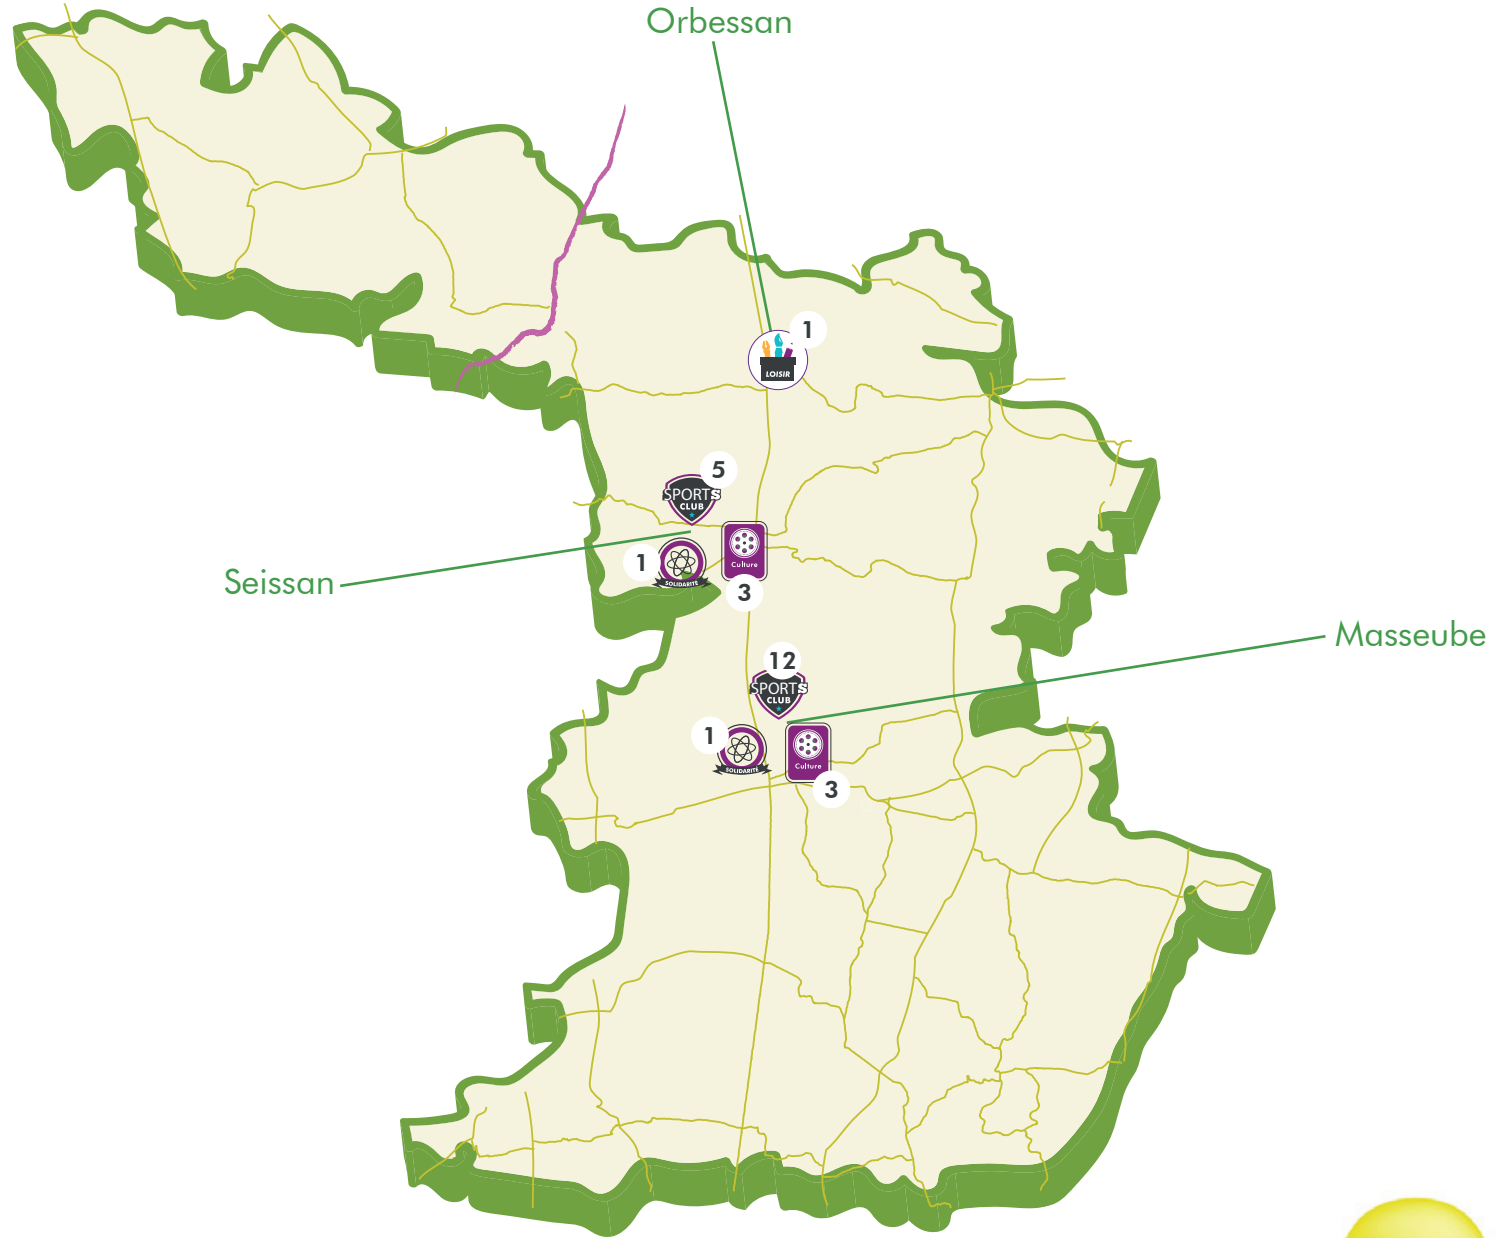 Orbessan
1
LOISIR
5
SPORTS
CLUB
Seissan
1
SOLIDARITÉ
Culture
3
Masseube
12
SPORTS
CLUB
1
SOLIDARITÉ
Culture
3